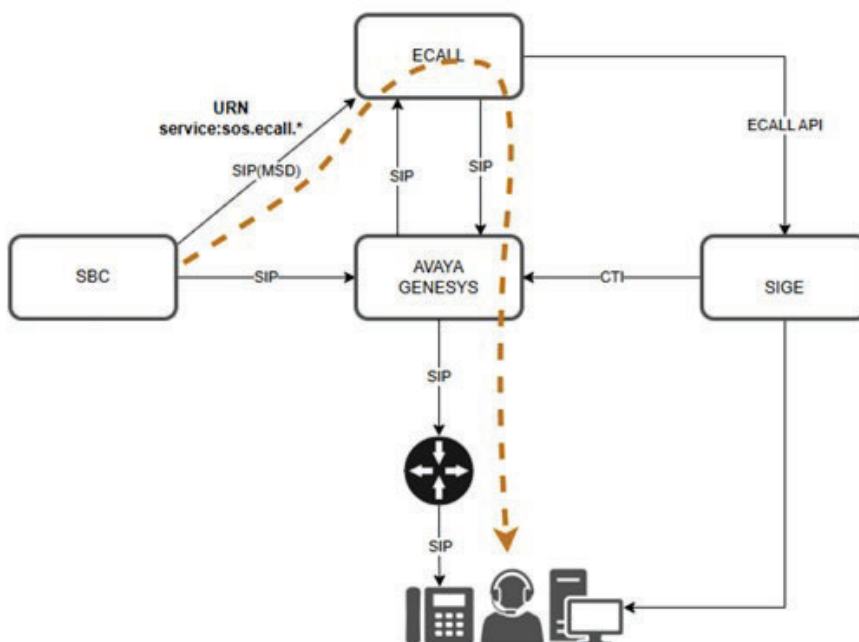 ECALL
URN
service:sos.ecall.*
SIP(MSD)
SIP
SIP
ECALL API
SBC
SIP
AVAYA
GENESYS
CTI
SIGE
SIP
SIP